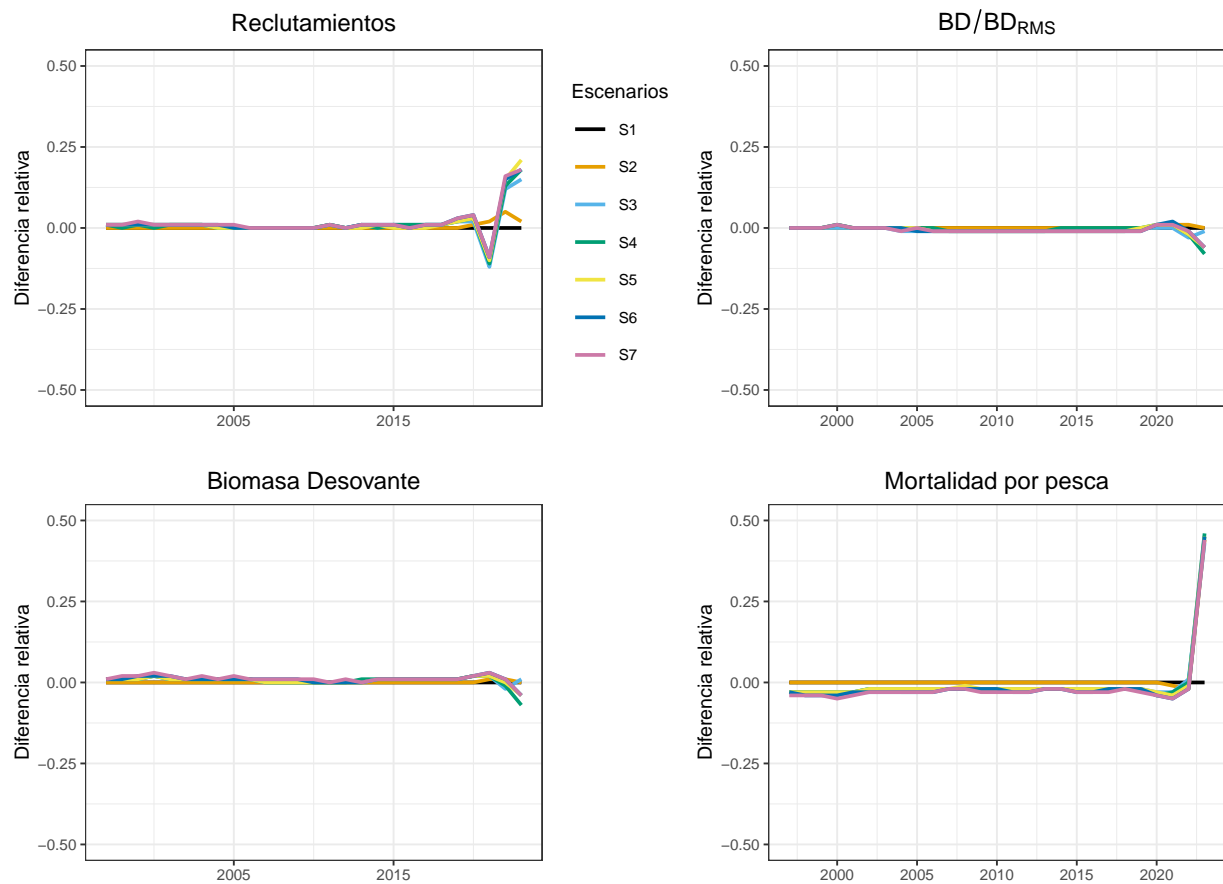 Reclutamientos
Diferencia relativa
0.50
0.25
0.00
−0.25
−0.50
2005
2015
Escenarios
S1
S2
S3
S4
S5
S6
S7
BD/BD_RMS
Diferencia relativa
0.50
0.25
0.00
−0.25
−0.50
2000
2005
2010
2015
2020
Biomasa Desovante
Diferencia relativa
0.50
0.25
0.00
−0.25
−0.50
2005
2015
Mortalidad por pesca
Diferencia relativa
0.50
0.25
0.00
−0.25
−0.50
2000
2005
2010
2015
2020